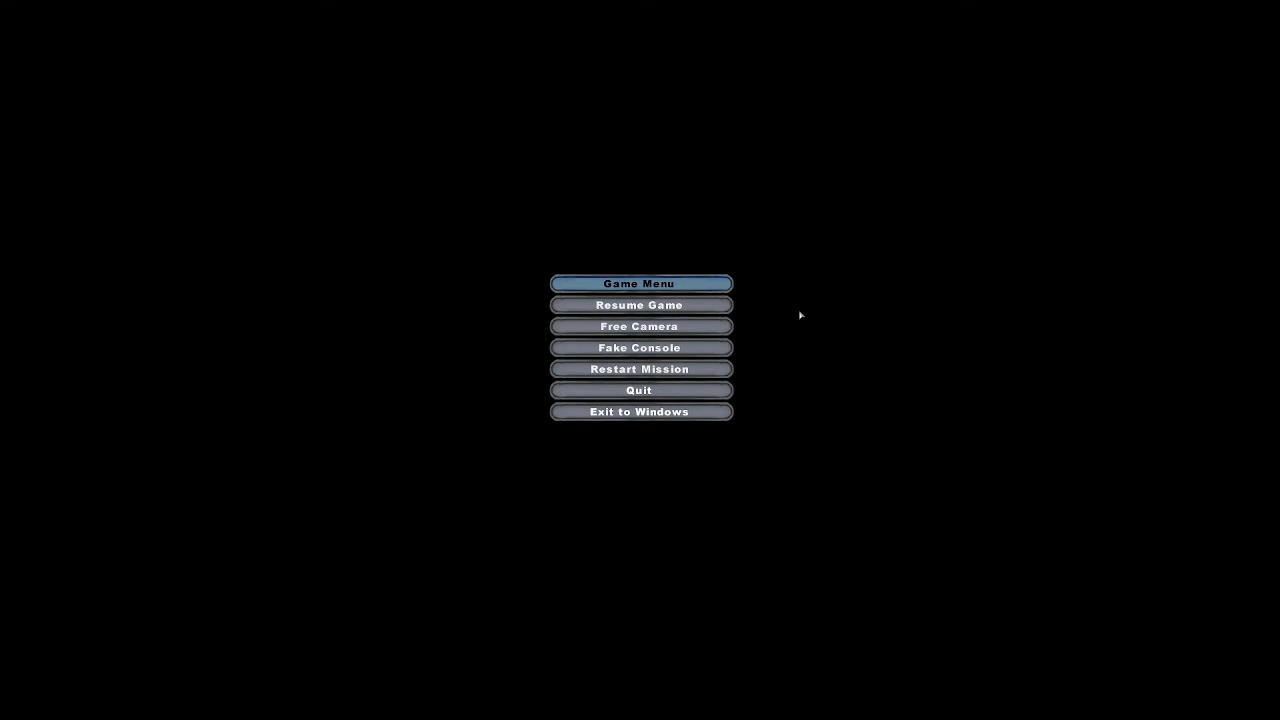 Game Menu
Resume Game
Free Camera
Fake Console
Restart Mission
Quit
Exit to Windows